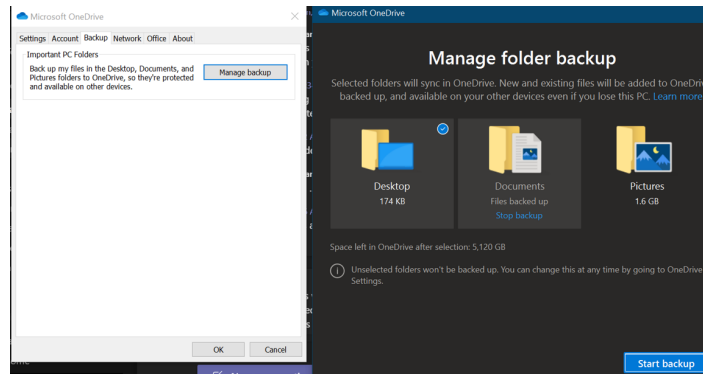 Microsoft OneDrive
Settings Account Backup Network Office About
Important PC Folders
Back up my files in the Desktop, Documents, and
Pictures folders to OneDrive, so they're protected
and available on other devices.
Manage backup
OK Cancel
Microsoft OneDrive
Manage folder backup
Selected folders will sync in OneDrive. New and existing files will be added to OneDri
backed up, and available on your other devices even if you lose this PC. Learn more
Desktop
174 KB
Documents
Files backed up
Stop backup
Pictures
1.6 GB
Space left in OneDrive after selection: 5,120 GB
Unselected folders won't be backed up. You can change this at any time by going to OneDrive
Settings.
Start backup